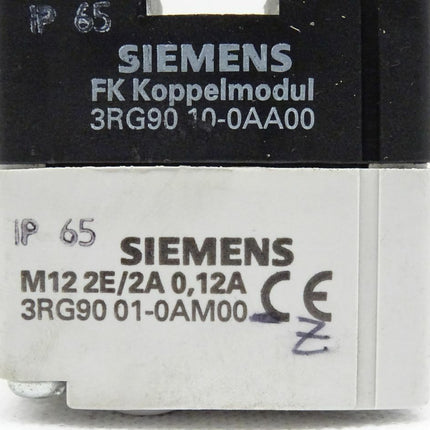 IP 65
SIEMENS
FK Koppelmodul
3RG90 10-0AA00
IP 65
SIEMENS
M12 2E/2A 0,12A
3RG90 01-0AM00
CE
Z